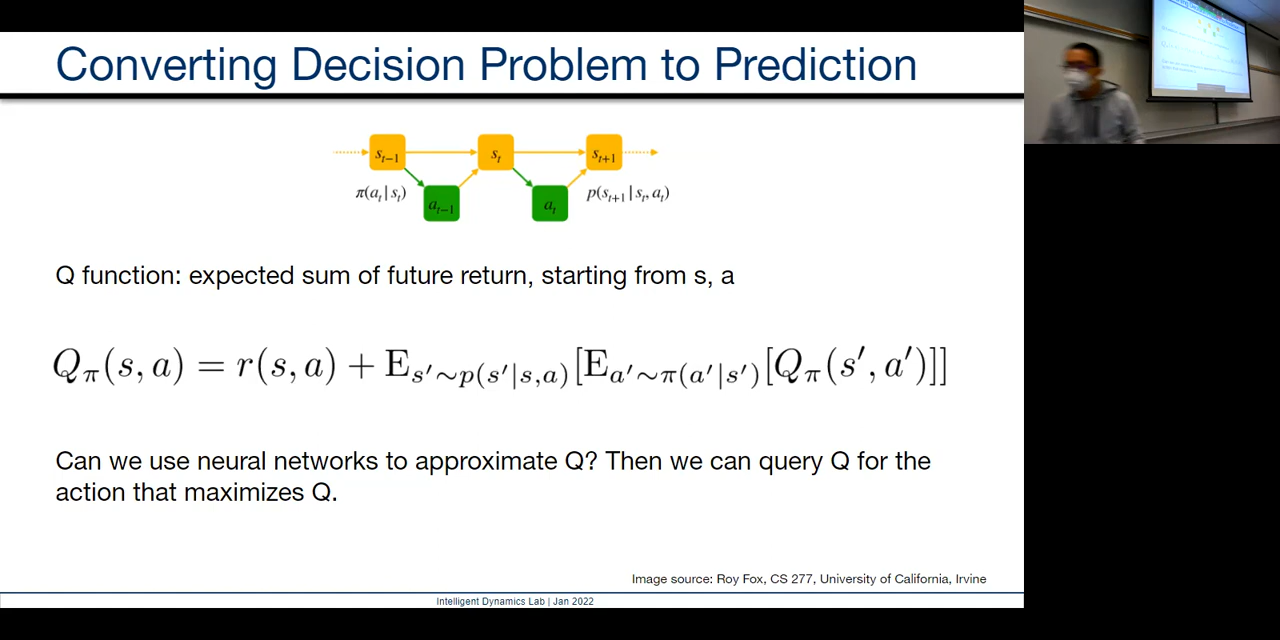 Converting Decision Problem to Prediction
s_{t-1} s_t s_{t+1}
π(a_t|s_t) a_{t-1} a_t p(s_{t+1}|s_t, a_t)
Q function: expected sum of future return, starting from s, a
Q_π(s, a) = r(s, a) + E_{s'∼p(s'|s,a)}[E_{a'∼π(a'|s')}[Q_π(s', a')]]
Can we use neural networks to approximate Q? Then we can query Q for the
action that maximizes Q.
Image source: Roy Fox, CS 277, University of California, Irvine
Intelligent Dynamics Lab | Jan 2022